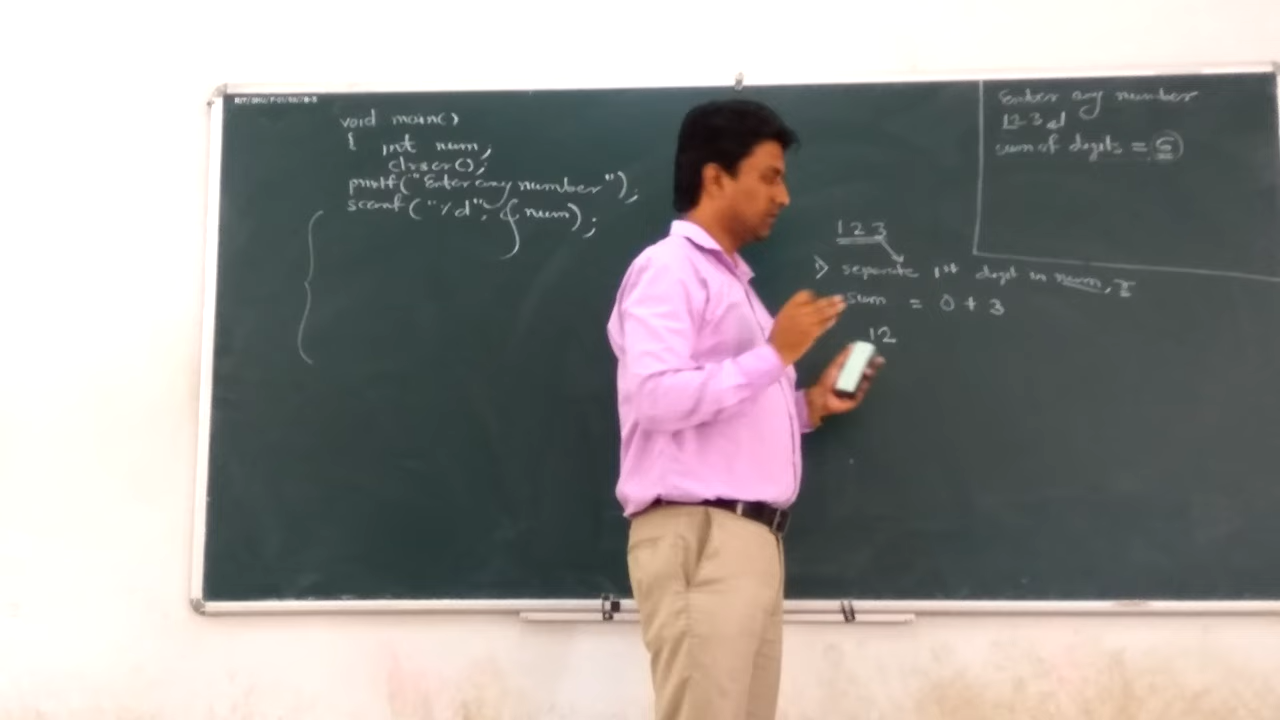 void main()
{ int num;
clrscr();
printf("Enter any number");
scanf("%d", &num);
Enter any number
123
sum of digits = 6
123
separate 1st digit in num,
sum = 0 + 3
12